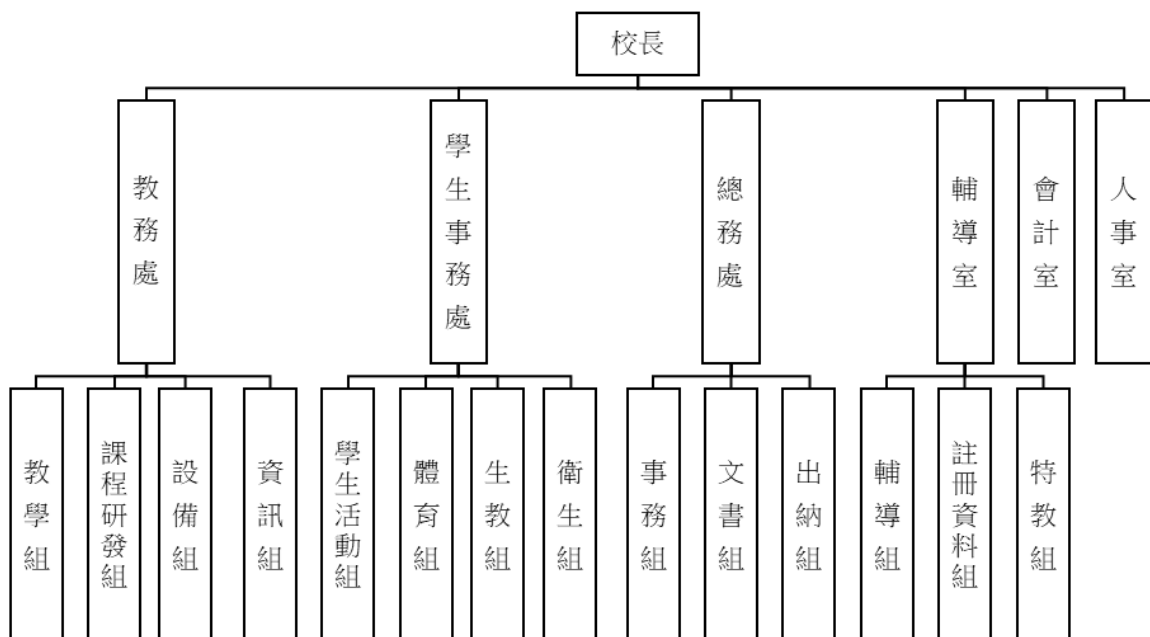 校長
教務處
學生事務處
總務處
輔導室
會計室
人事室
教學組
課程研發組
設備組
資訊組
學生活動組
體育組
生教組
衛生組
事務組
文書組
出納組
輔導組
註冊資料組
特教組